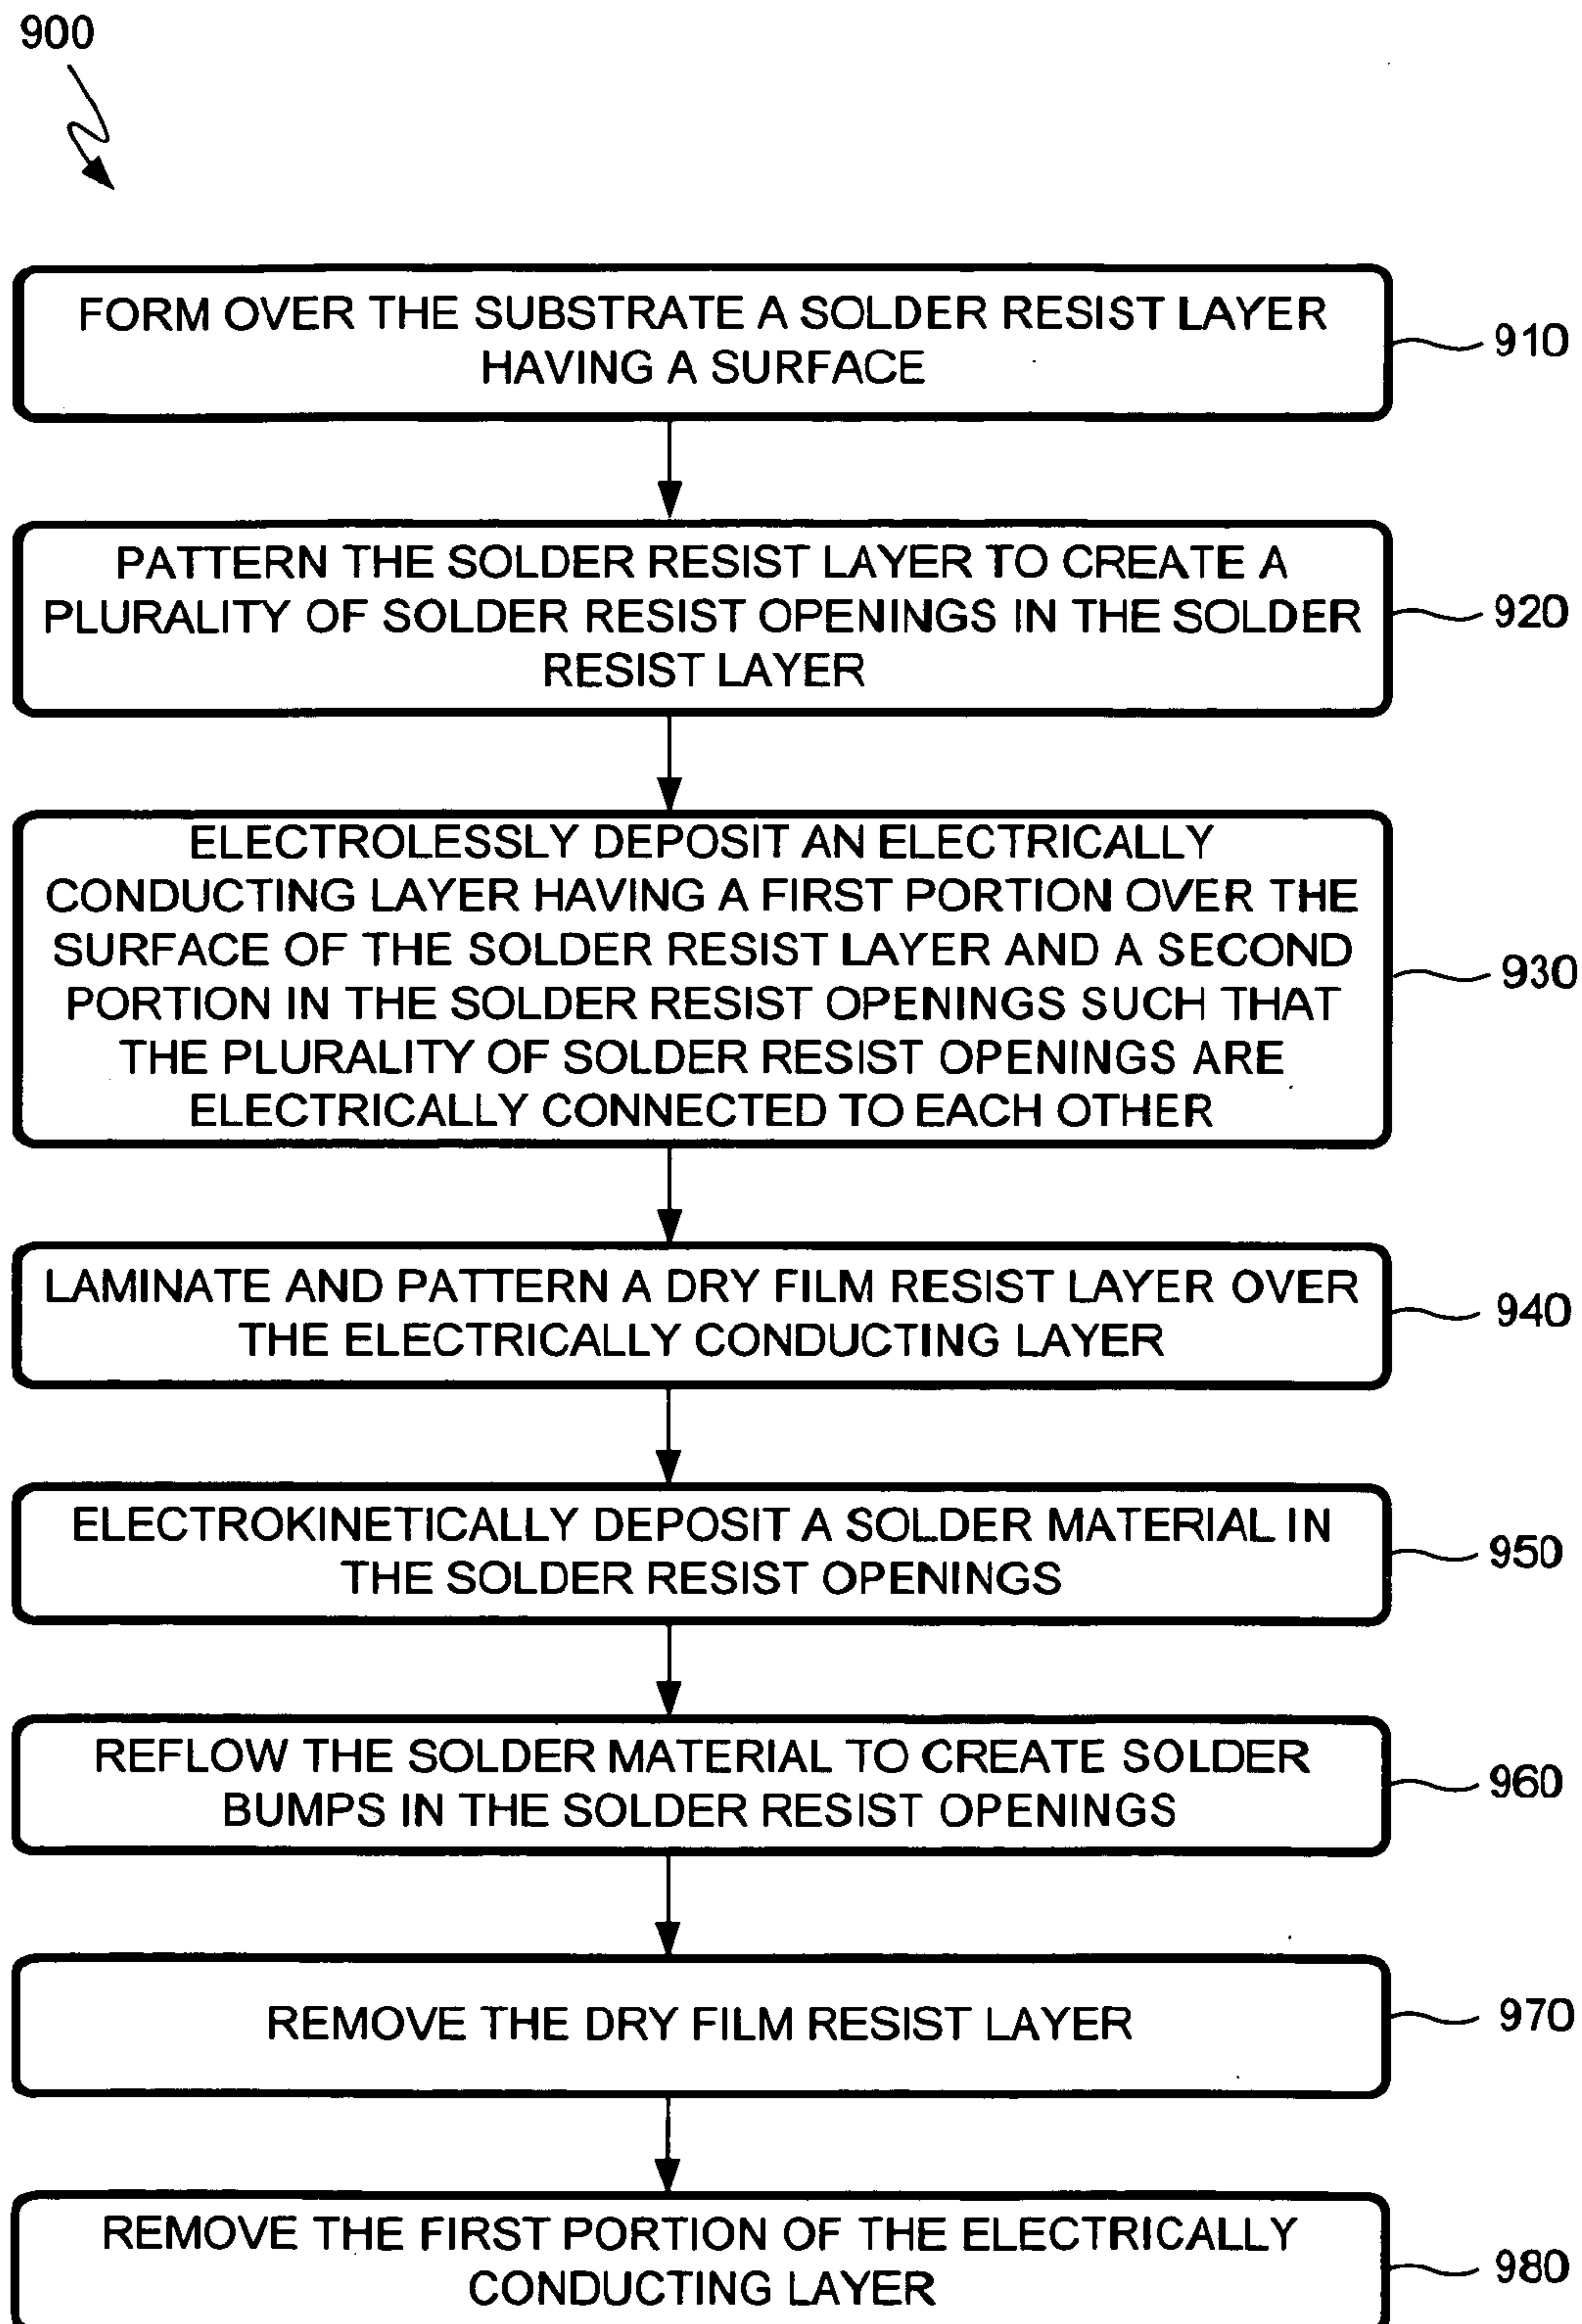 900
FORM OVER THE SUBSTRATE A SOLDER RESIST LAYER
HAVING A SURFACE
910
PATTERN THE SOLDER RESIST LAYER TO CREATE A
PLURALITY OF SOLDER RESIST OPENINGS IN THE SOLDER
RESIST LAYER
920
ELECTROLESSLY DEPOSIT AN ELECTRICALLY
CONDUCTING LAYER HAVING A FIRST PORTION OVER THE
SURFACE OF THE SOLDER RESIST LAYER AND A SECOND
PORTION IN THE SOLDER RESIST OPENINGS SUCH THAT
THE PLURALITY OF SOLDER RESIST OPENINGS ARE
ELECTRICALLY CONNECTED TO EACH OTHER
930
LAMINATE AND PATTERN A DRY FILM RESIST LAYER OVER
THE ELECTRICALLY CONDUCTING LAYER
940
ELECTROKINETICALLY DEPOSIT A SOLDER MATERIAL IN
THE SOLDER RESIST OPENINGS
950
REFLOW THE SOLDER MATERIAL TO CREATE SOLDER
BUMPS IN THE SOLDER RESIST OPENINGS
960
REMOVE THE DRY FILM RESIST LAYER
970
REMOVE THE FIRST PORTION OF THE ELECTRICALLY
CONDUCTING LAYER
980